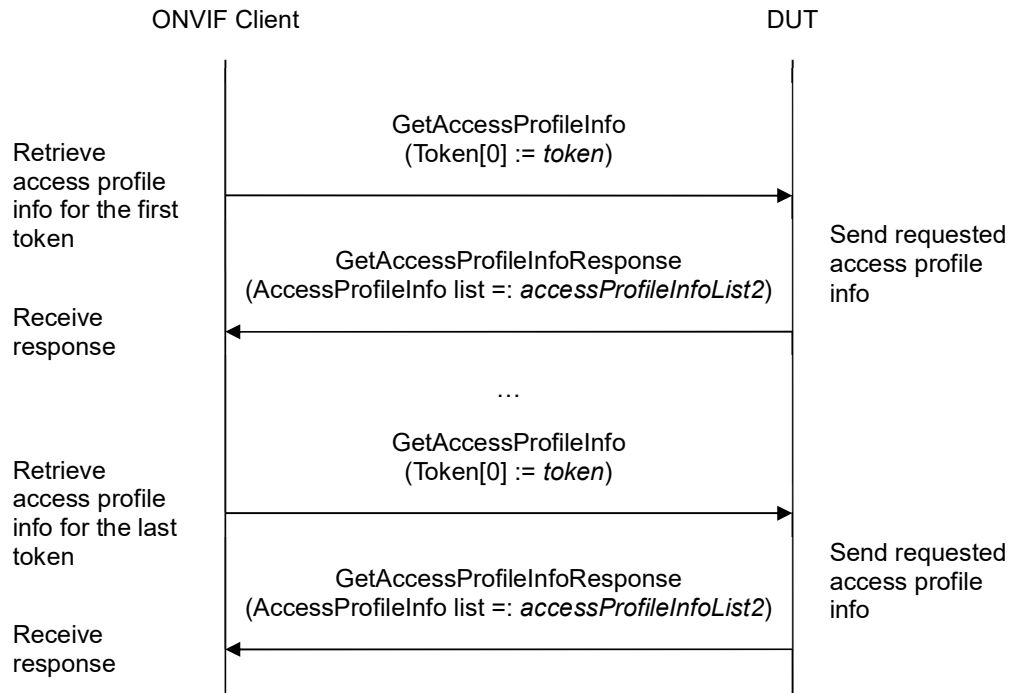 ONVIF Client
DUT
GetAccessProfileInfo
(Token[0] := token)
Retrieve
access profile
info for the first
token
Send requested
access profile
info
GetAccessProfileInfoResponse
(AccessProfileInfo list =: accessProfileInfoList2)
Receive
response
…
GetAccessProfileInfo
(Token[0] := token)
Retrieve
access profile
info for the last
token
Send requested
access profile
info
GetAccessProfileInfoResponse
(AccessProfileInfo list =: accessProfileInfoList2)
Receive
response